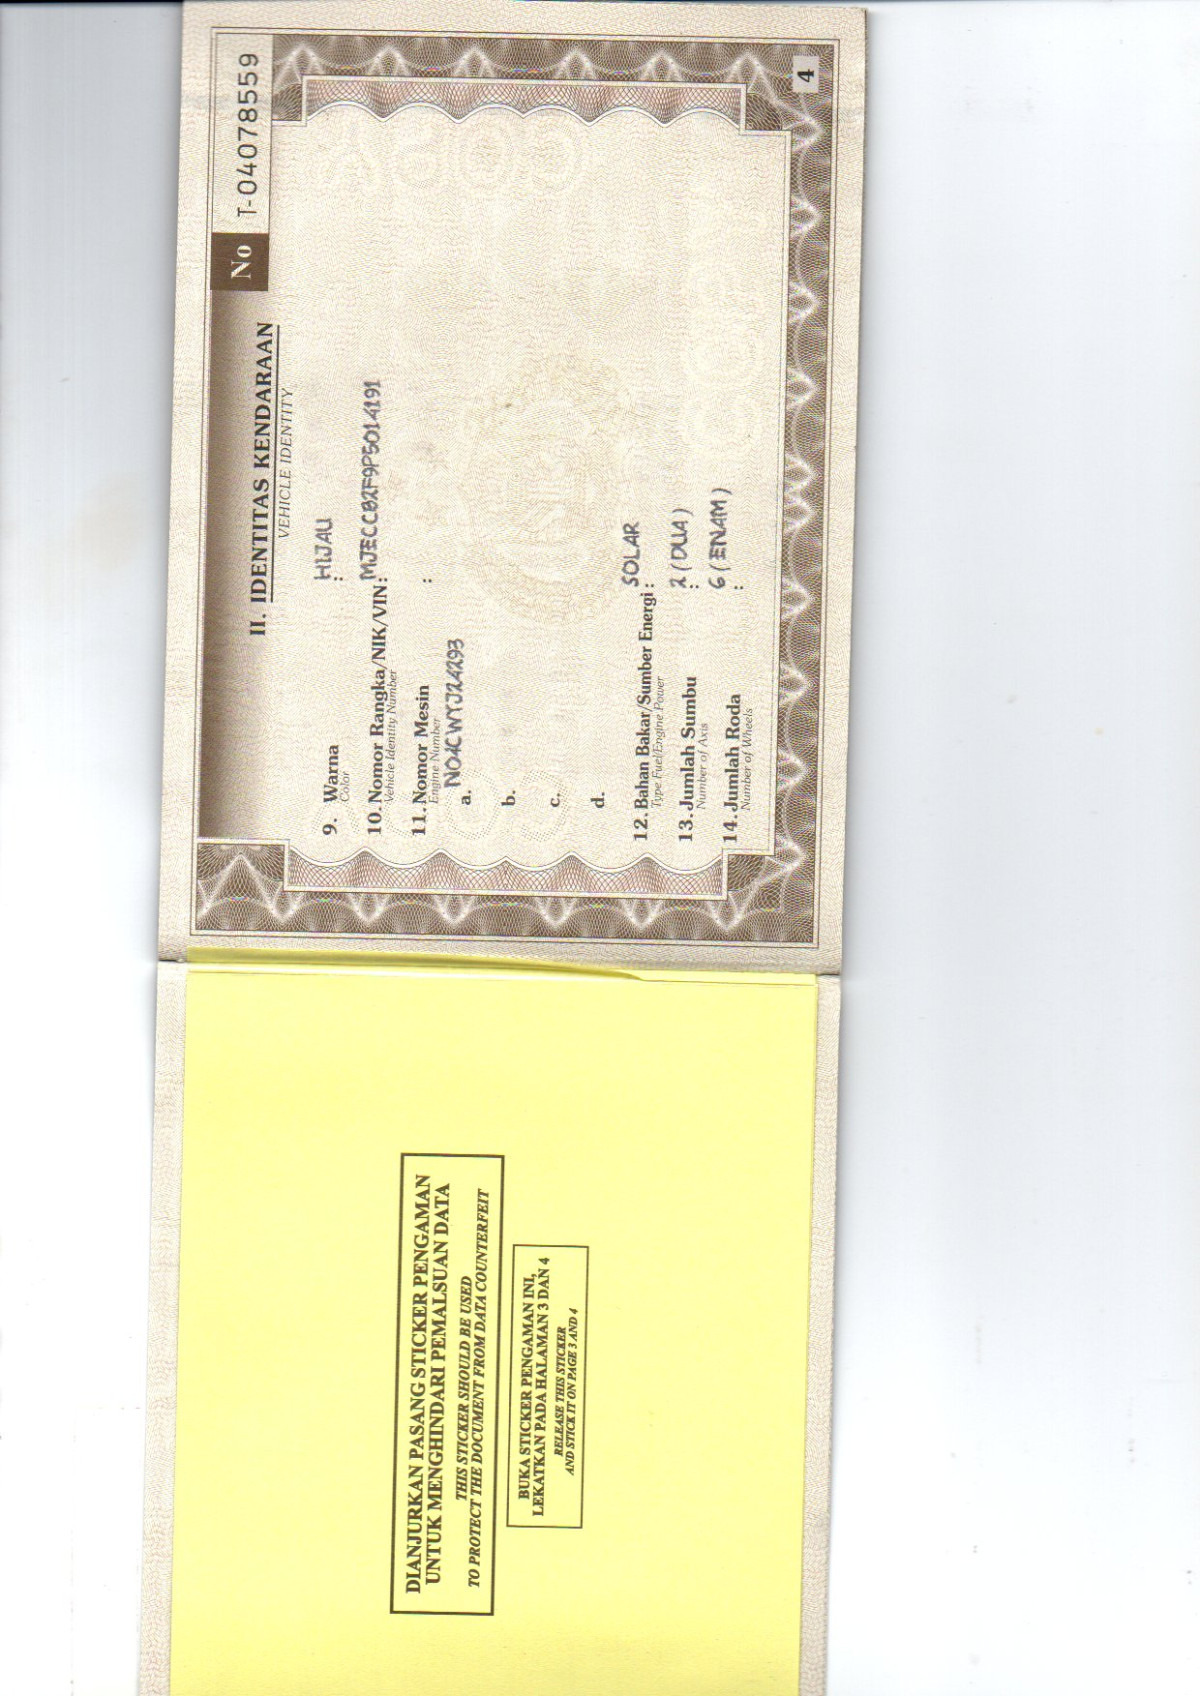 No T-04078559
II. IDENTITAS KENDARAAN
VEHICLE IDENTITY
9. Warna : HIJAU
Color
10. Nomor Rangka/NIK/VIN : MJECC82F9P5014191
Vehicle Identity Number
11. Nomor Mesin :
Engine Number
a. NO4CWYJ24293
b.
c.
d.
12. Bahan Bakar/Sumber Energi : SOLAR
Type Fuel/Engine Power
13. Jumlah Sumbu : 2 (DUA)
Number of Axis
14. Jumlah Roda : 6 (ENAM)
Number of Wheels
4
DIANJURKAN PASANG STICKER PENGAMAN
UNTUK MENGHINDARI PEMALSUAN DATA
THIS STICKER SHOULD BE USED
TO PROTECT THE DOCUMENT FROM DATA COUNTERFEIT
BUKA STICKER PENGAMAN INI,
LEKATKAN PADA HALAMAN 3 DAN 4
RELEASE THIS STICKER
AND STICK IT ON PAGE 3 AND 4